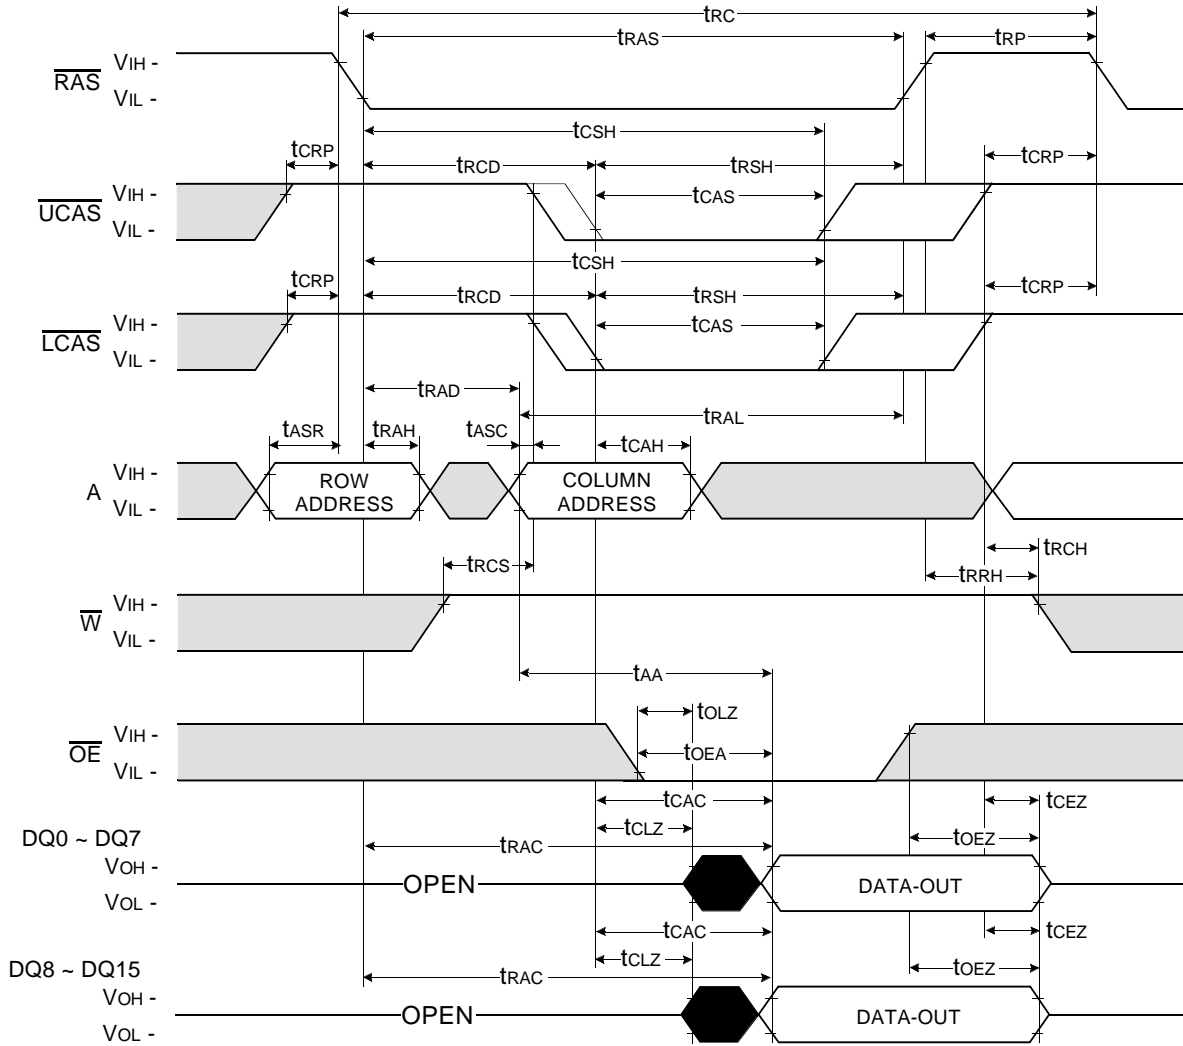 tRC
tRAS
tRP
RAS
VIH -
VIL -
tCSH
tCRP
tRCD
tRSH
tCRP
UCAS
VIH -
VIL -
tCAS
tCSH
tCRP
tRCD
tRSH
tCRP
LCAS
VIH -
VIL -
tCAS
tRAD
tRAL
tASR
tRAH
tASC
tCAH
A
VIH -
VIL -
ROW
ADDRESS
COLUMN
ADDRESS
tRCS
tRCH
tRRH
W
VIH -
VIL -
tAA
tOLZ
OE
VIH -
VIL -
tOEA
tCAC
tCEZ
tCLZ
tOEZ
DQ0 ~ DQ7
tRAC
VOH -
VOL -
OPEN
DATA-OUT
tCAC
tCEZ
tCLZ
tOEZ
DQ8 ~ DQ15
tRAC
VOH -
VOL -
OPEN
DATA-OUT